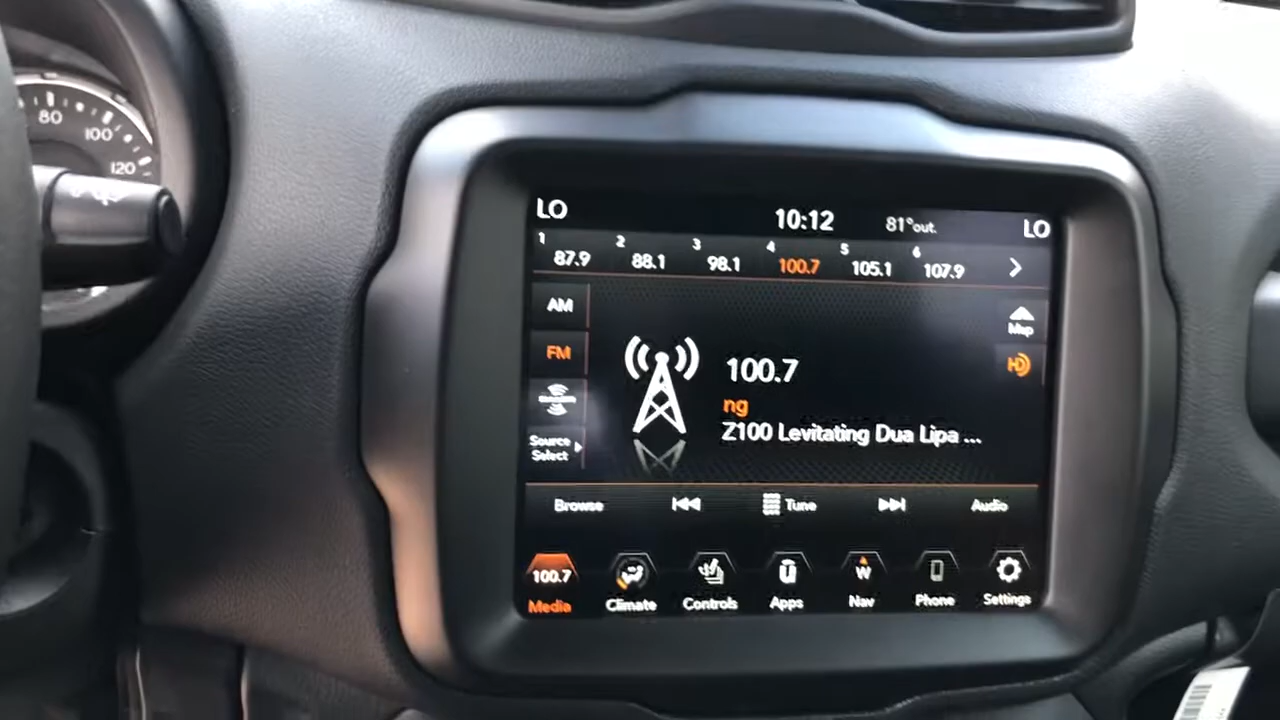 80
100
120
LO 10:12 81°out. LO
1 2 3 4 5 6
87.9 88.1 98.1 100.7 105.1 107.9
AM
FM
Map
HD
Source
Select
100.7
ng
Z100 Levitating Dua Lipa ...
Browse Tune Audio
100.7 W
Media Climate Controls Apps Nav Phone Settings